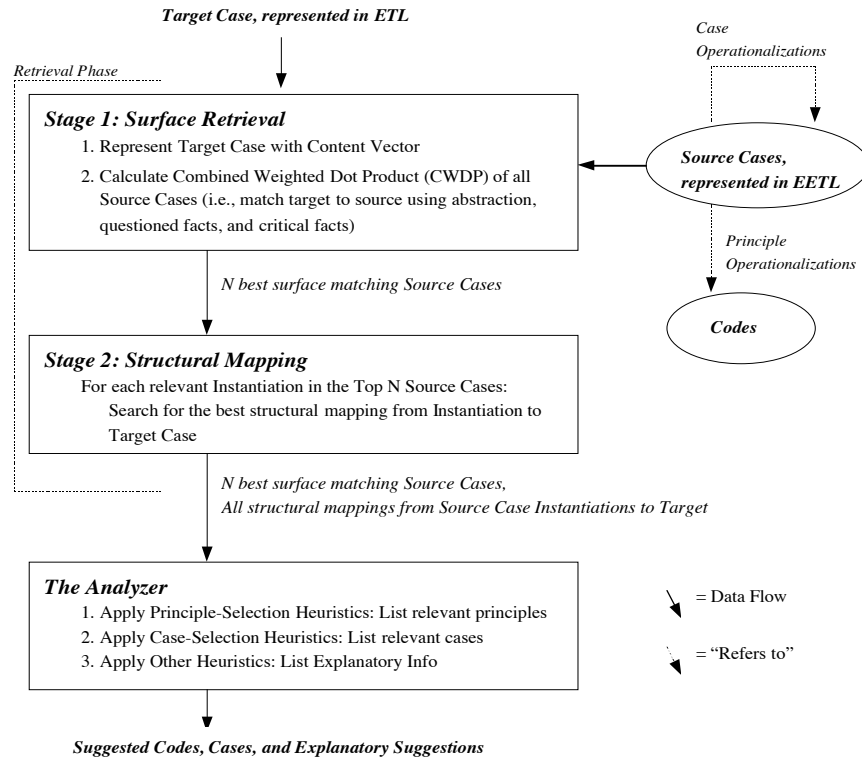 Target Case, represented in ETL
Case
Operationalizations
Retrieval Phase
Stage 1: Surface Retrieval
1. Represent Target Case with Content Vector
2. Calculate Combined Weighted Dot Product (CWDP) of all
Source Cases (i.e., match target to source using abstraction,
questioned facts, and critical facts)
Source Cases,
represented in EETL
Principle
Operationalizations
N best surface matching Source Cases
Codes
Stage 2: Structural Mapping
For each relevant Instantiation in the Top N Source Cases:
Search for the best structural mapping from Instantiation to
Target Case
N best surface matching Source Cases,
All structural mappings from Source Case Instantiations to Target
The Analyzer
1. Apply Principle-Selection Heuristics: List relevant principles
2. Apply Case-Selection Heuristics: List relevant cases
3. Apply Other Heuristics: List Explanatory Info
= Data Flow
= “Refers to”
Suggested Codes, Cases, and Explanatory Suggestions